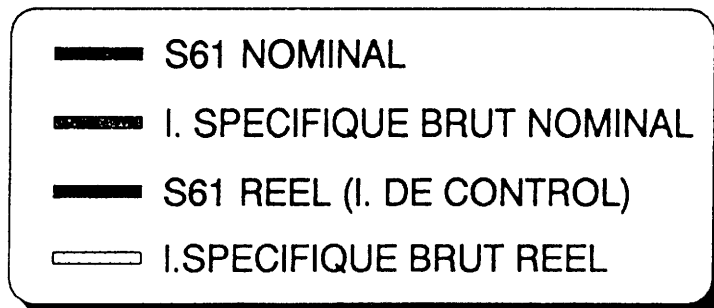 S61 NOMINAL
I. SPECIFIQUE BRUT NOMINAL
S61 REEL (I. DE CONTROL)
I.SPECIFIQUE BRUT REEL